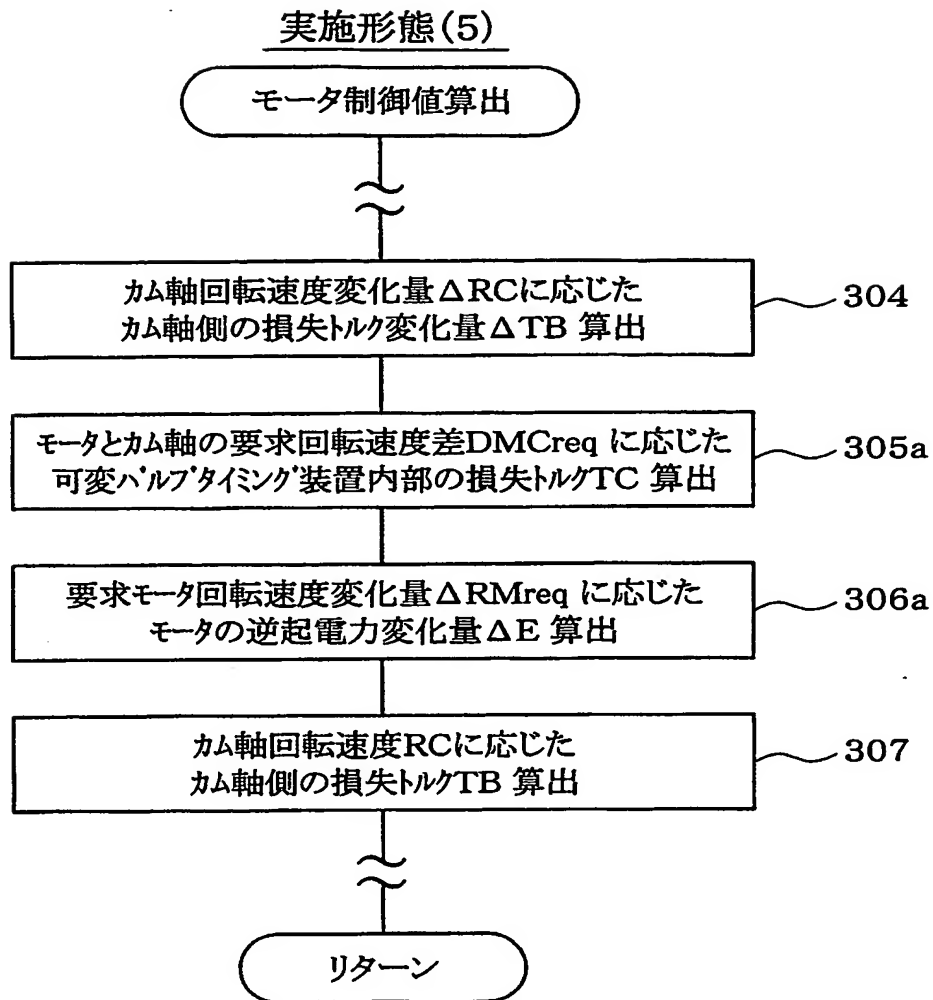 実施形態(5)
モータ制御値算出
カム軸回転速度変化量ΔRCに応じた
カム軸側の損失トルク変化量ΔTB 算出
304
モータとカム軸の要求回転速度差DMCreq に応じた
可変バルブタイミング装置内部の損失トルクTC 算出
305a
要求モータ回転速度変化量ΔRMreq に応じた
モータの逆起電力変化量ΔE 算出
306a
カム軸回転速度RCに応じた
カム軸側の損失トルクTB 算出
307
リターン